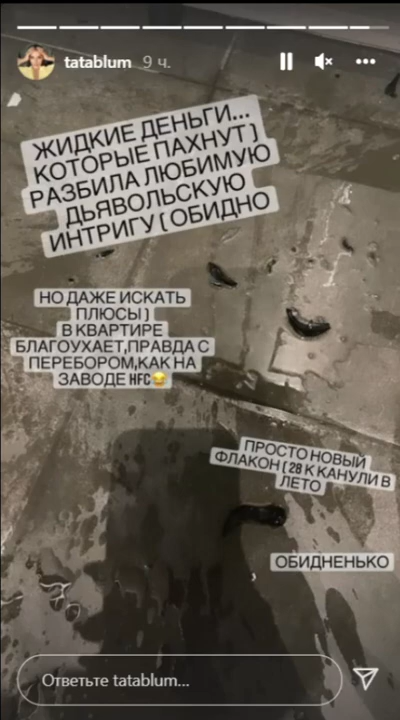 tatablum 9 ч.
ЖИДКИЕ ДЕНЬГИ...
КОТОРЫЕ ПАХНУТ)
РАЗБИЛА ЛЮБИМУЮ
ДЬЯВОЛЬСКУЮ
ИНТРИГУ ( ОБИДНО
НО ДАЖЕ ИСКАТЬ
ПЛЮСЫ )
В КВАРТИРЕ
БЛАГОУХАЕТ,ПРАВДА С
ПЕРЕБОРОМ,КАК НА
ЗАВОДЕ HFC😂
ПРОСТО НОВЫЙ
ФЛАКОН ( 28 К КАНУЛИ В
ЛЕТО
ОБИДНЕНЬКО
Ответьте tatablum...